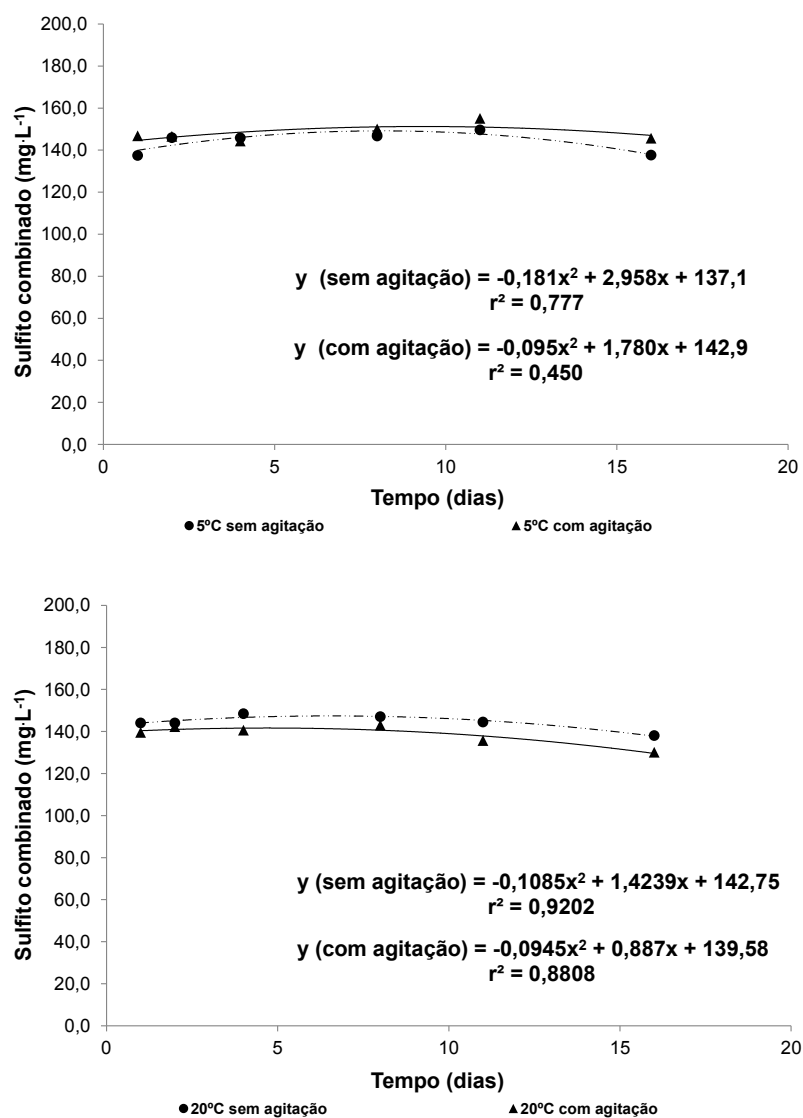 200,0
180,0
160,0
140,0
120,0
100,0
80,0
60,0
40,0
20,0
0,0
Sulfito combinado (mg·L⁻¹)
y (sem agitação) = -0,181x² + 2,958x + 137,1
r² = 0,777
y (com agitação) = -0,095x² + 1,780x + 142,9
r² = 0,450
0 5 10 15 20
Tempo (dias)
5ºC sem agitação 5ºC com agitação
200,0
180,0
160,0
140,0
120,0
100,0
80,0
60,0
40,0
20,0
0,0
Sulfito combinado (mg·L⁻¹)
y (sem agitação) = -0,1085x² + 1,4239x + 142,75
r² = 0,9202
y (com agitação) = -0,0945x² + 0,887x + 139,58
r² = 0,8808
0 5 10 15 20
Tempo (dias)
20ºC sem agitação 20ºC com agitação